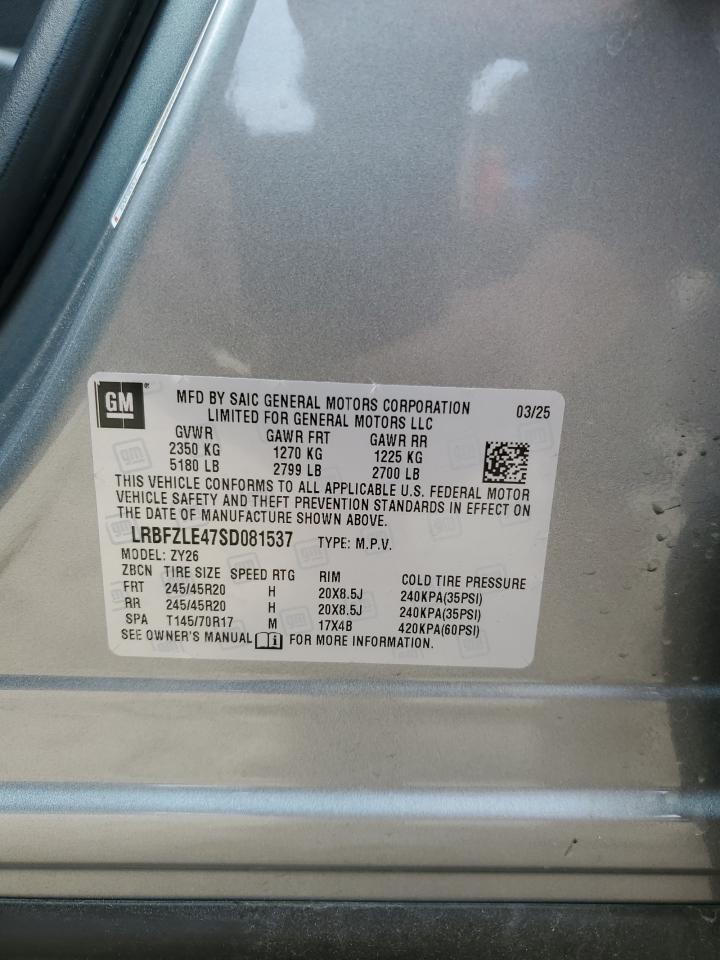 GM ®
MFD BY SAIC GENERAL MOTORS CORPORATION
LIMITED FOR GENERAL MOTORS LLC
03/25
GVWR GAWR FRT GAWR RR
2350 KG 1270 KG 1225 KG
5180 LB 2799 LB 2700 LB
THIS VEHICLE CONFORMS TO ALL APPLICABLE U.S. FEDERAL MOTOR
VEHICLE SAFETY AND THEFT PREVENTION STANDARDS IN EFFECT ON
THE DATE OF MANUFACTURE SHOWN ABOVE.
LRBFZLE47SD081537 TYPE: M.P.V.
MODEL: ZY26
ZBCN TIRE SIZE SPEED RTG RIM COLD TIRE PRESSURE
FRT 245/45R20 H 20X8.5J 240KPA(35PSI)
RR 245/45R20 H 20X8.5J 240KPA(35PSI)
SPA T145/70R17 M 17X4B 420KPA(60PSI)
SEE OWNER'S MANUAL FOR MORE INFORMATION.